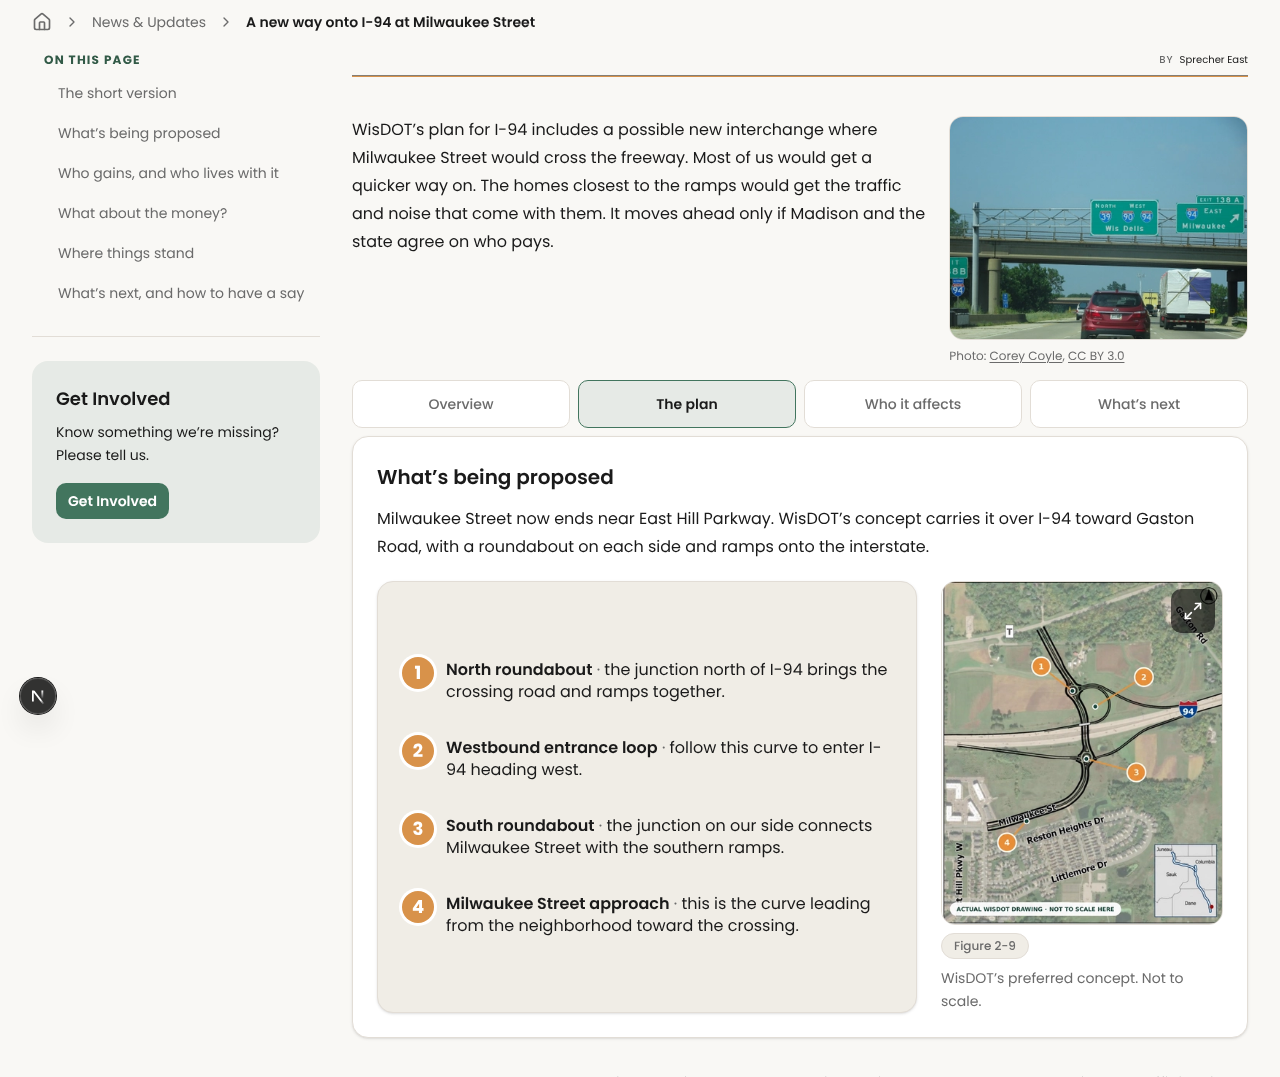 News & Updates
A new way onto I-94 at Milwaukee Street
ON THIS PAGE
The short version
What's being proposed
Who gains, and who lives with it
What about the money?
Where things stand
What's next, and how to have a say
Get Involved
Know something we're missing?
Please tell us.
Get Involved
N
BY Sprecher East
WisDOT's plan for I-94 includes a possible new interchange where
Milwaukee Street would cross the freeway. Most of us would get a
quicker way on. The homes closest to the ramps would get the traffic
and noise that come with them. It moves ahead only if Madison and the
state agree on who pays.
EXIT 138 A
NORTH WEST
39 90 94
Wis Dells
94 EAST
Milwaukee
94
Photo: Corey Coyle, CC BY 3.0
Overview
The plan
Who it affects
What's next
What's being proposed
Milwaukee Street now ends near East Hill Parkway. WisDOT's concept carries it over I-94 toward Gaston
Road, with a roundabout on each side and ramps onto the interstate.
1 North roundabout · the junction north of I-94 brings the
crossing road and ramps together.
2 Westbound entrance loop · follow this curve to enter I-
94 heading west.
3 South roundabout · the junction on our side connects
Milwaukee Street with the southern ramps.
4 Milwaukee Street approach · this is the curve leading
from the neighborhood toward the crossing.
T
1
2
94
3
Milwaukee St
4
Reston Heights Dr
Littlemore Dr
Hill Pkwy W
Juneau
Columbia
Sauk
Dane
ACTUAL WISDOT DRAWING · NOT TO SCALE HERE
Figure 2-9
WisDOT's preferred concept. Not to
scale.